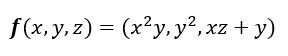 f(x, y, z) = (x²y, y², xz + y)